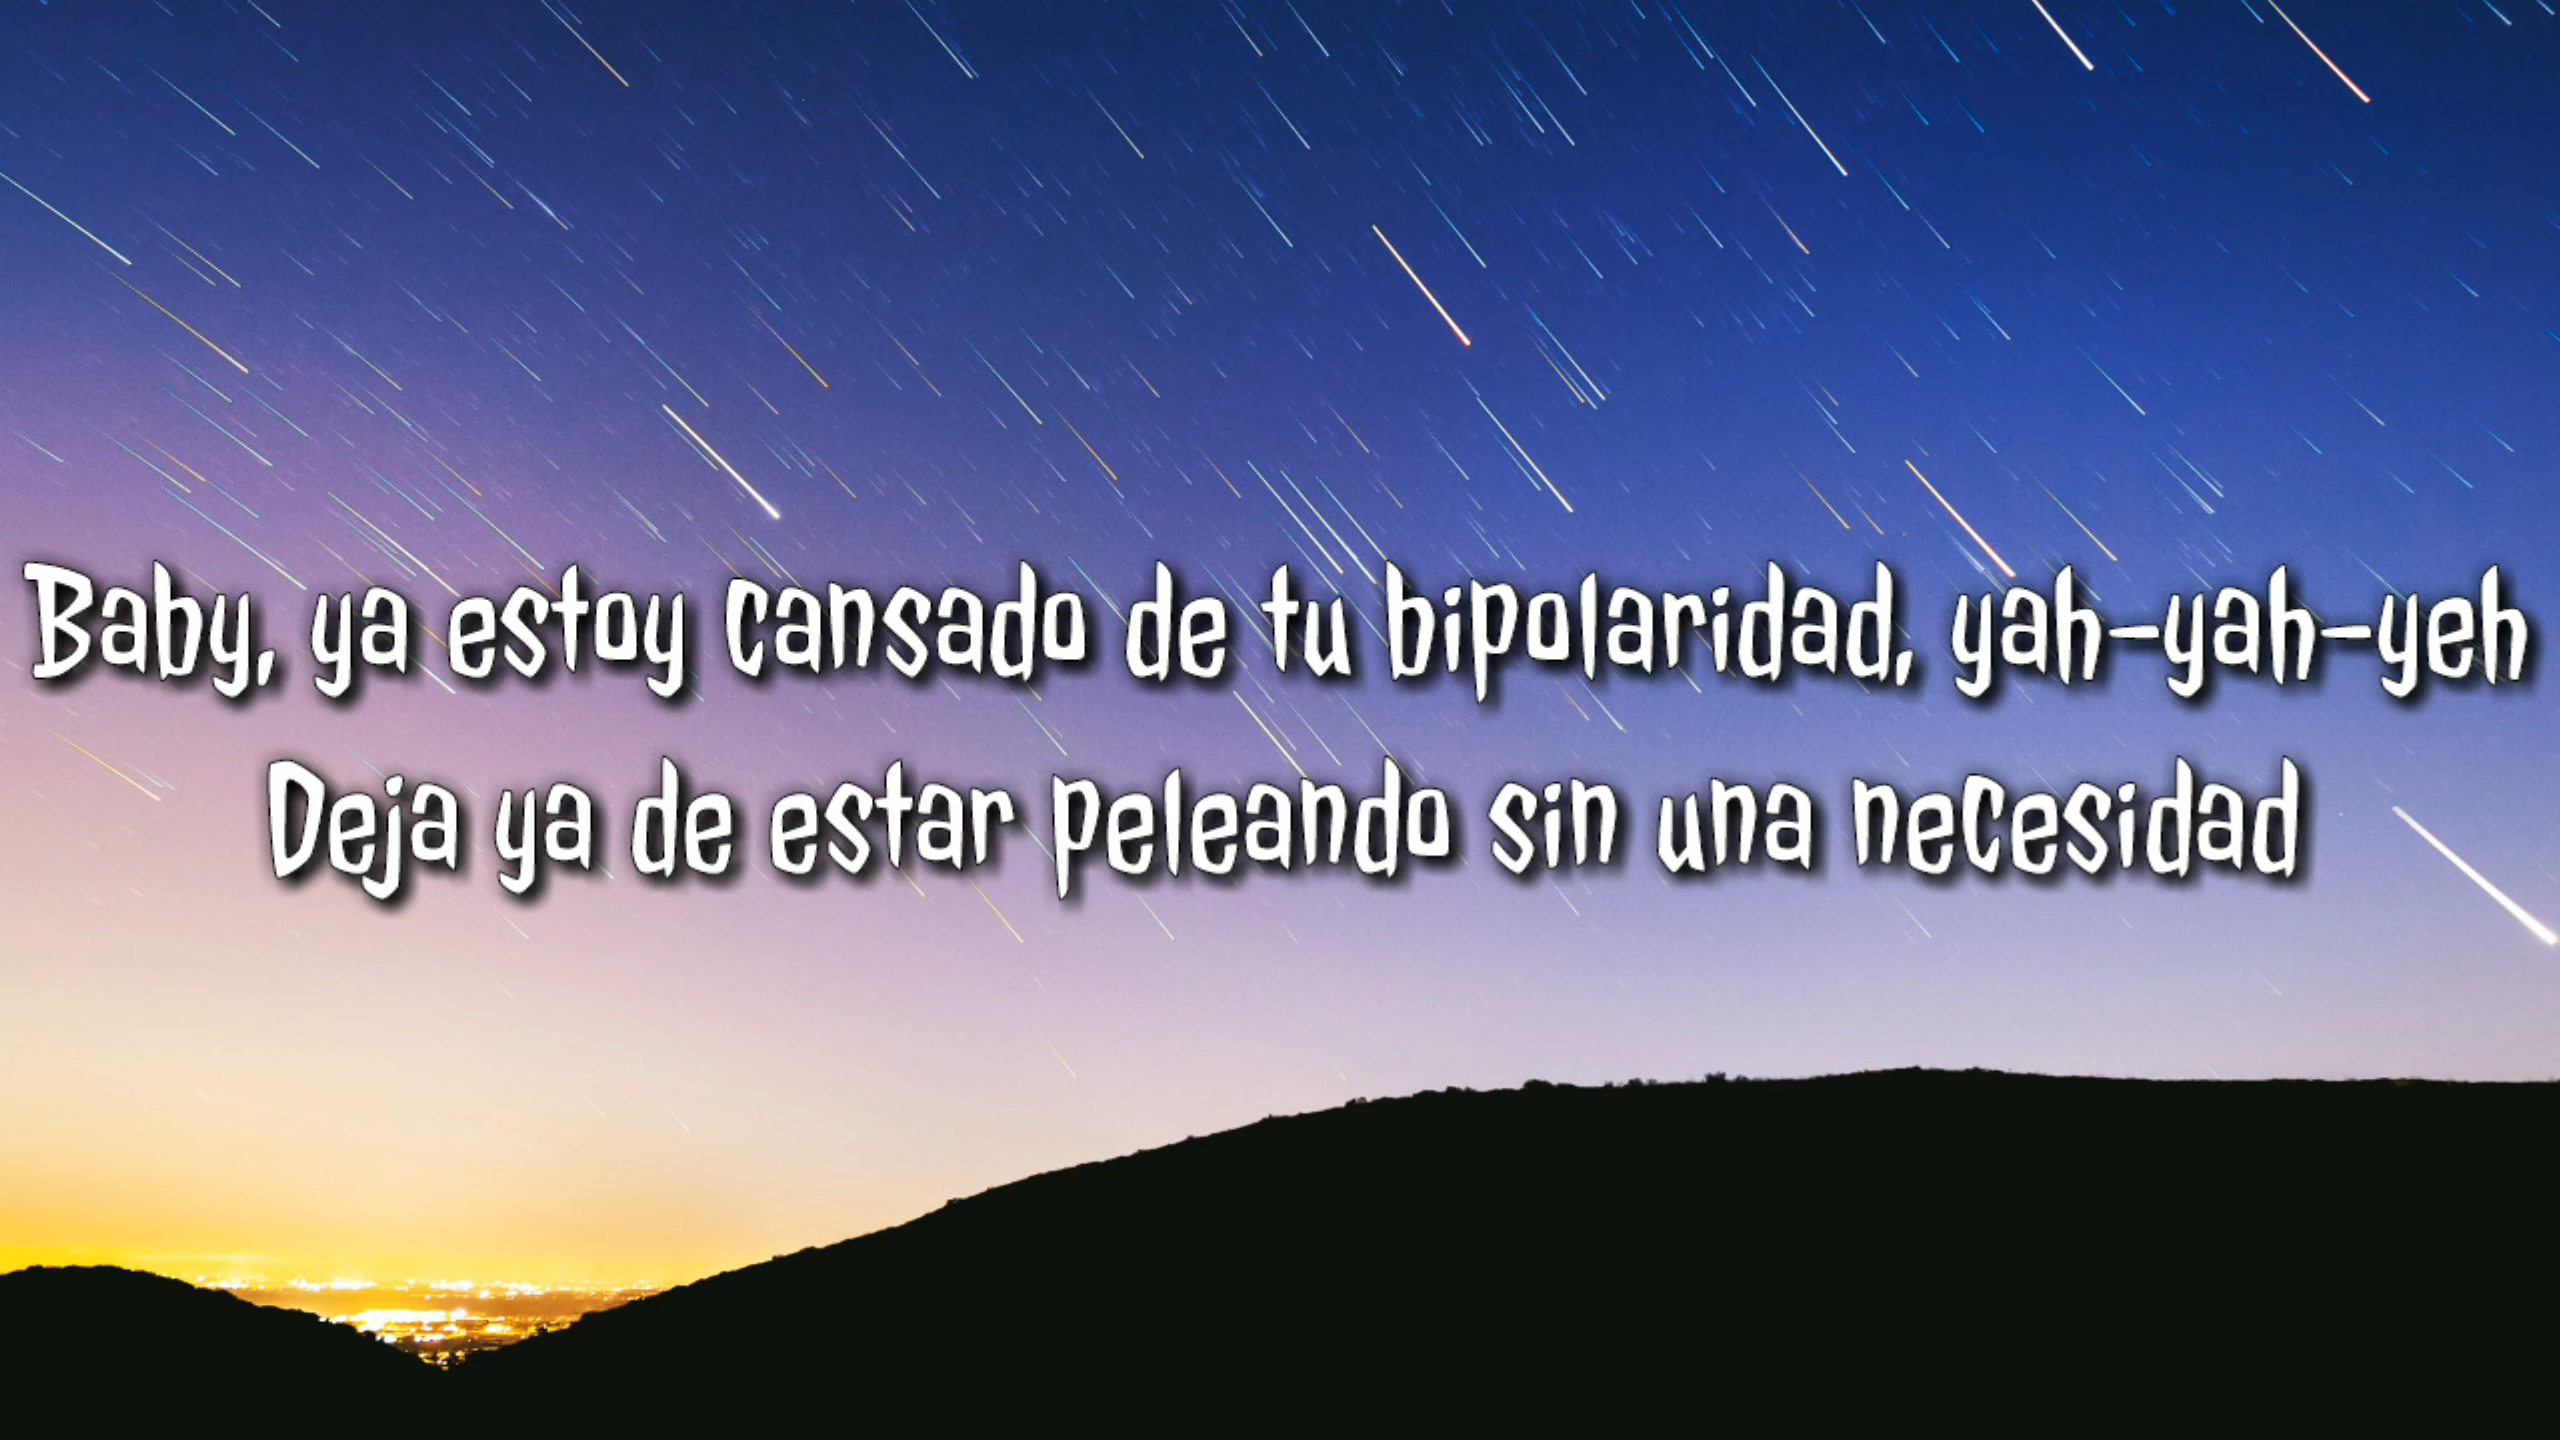 Baby, ya estoy cansado de tu bipolaridad, yah-yah-yeh
Deja ya de estar peleando sin una necesidad